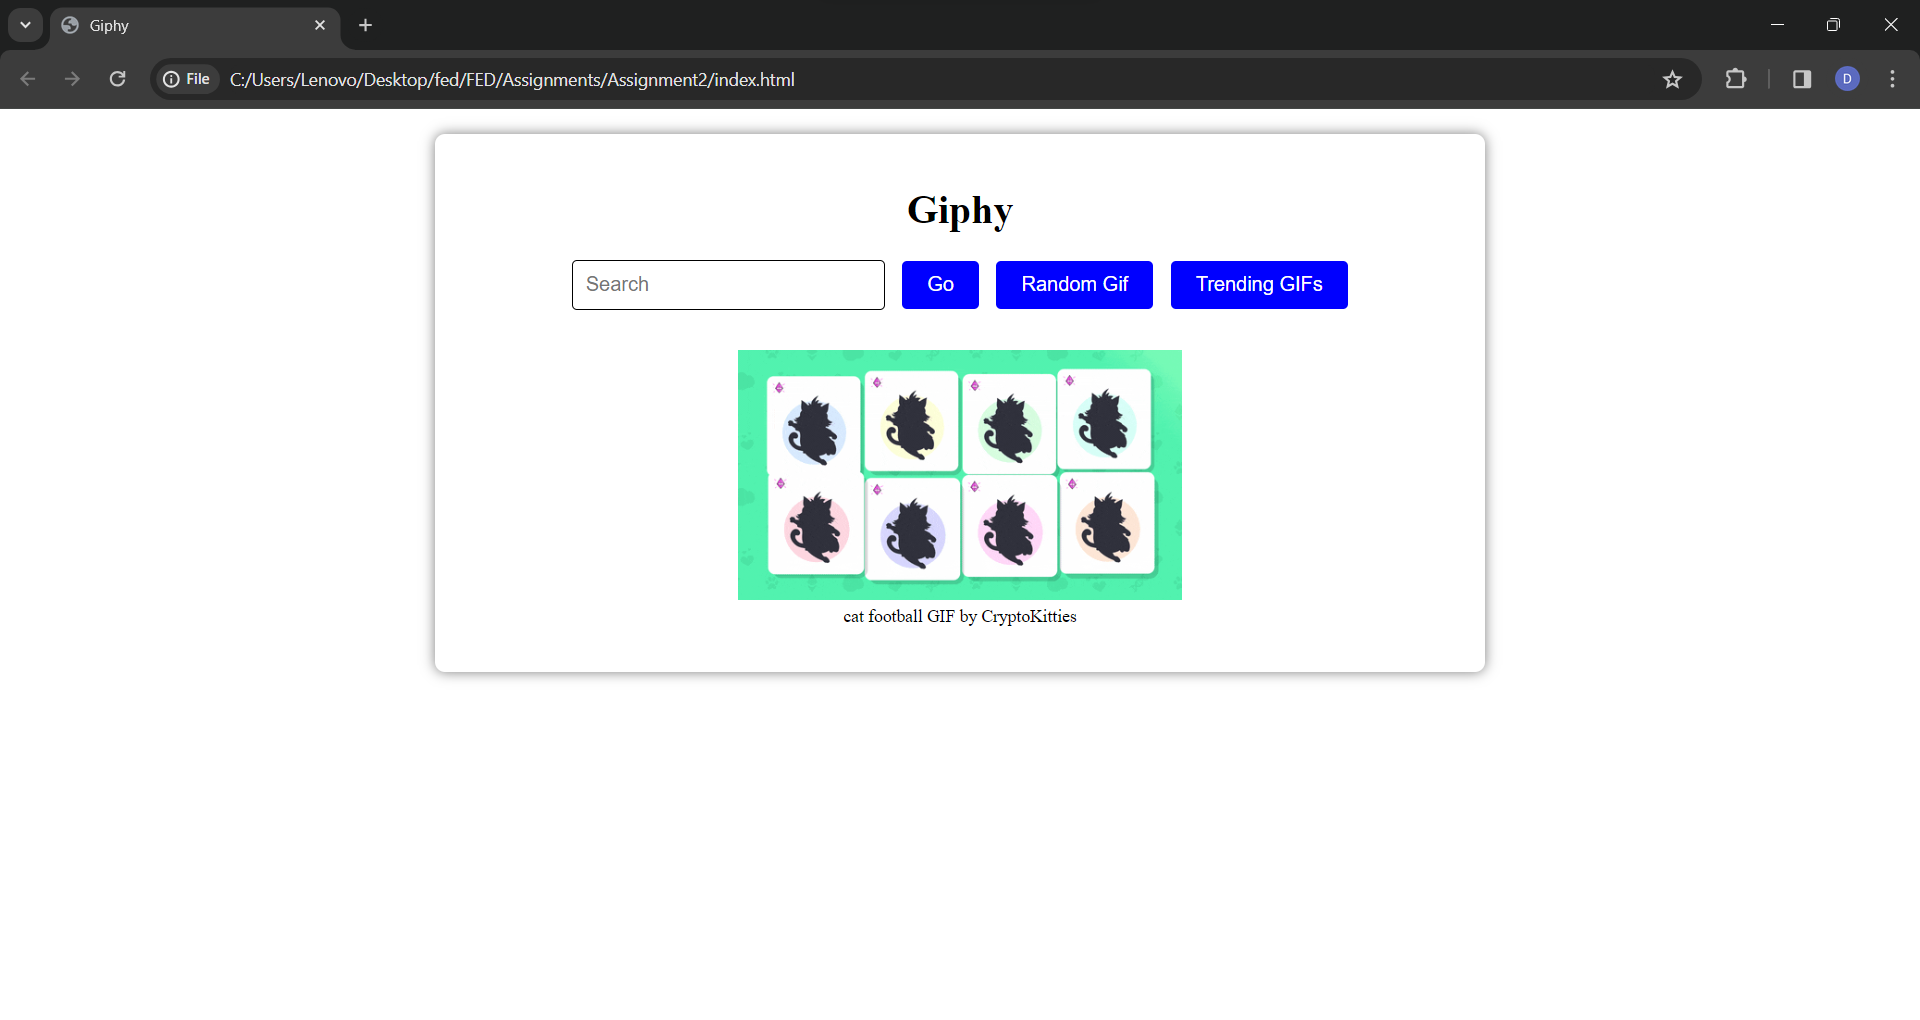 Giphy
File C:/Users/Lenovo/Desktop/fed/FED/Assignments/Assignment2/index.html
D
Giphy
Search Go Random Gif Trending GIFs
cat football GIF by CryptoKitties